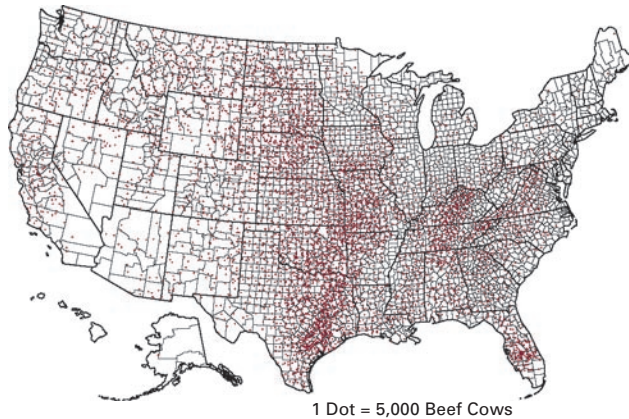 1 Dot = 5,000 Beef Cows